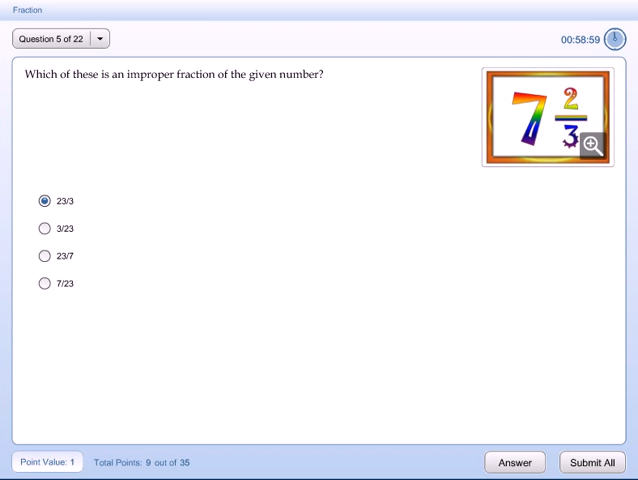 Fraction
Question 5 of 22
00:58:59
Which of these is an improper fraction of the given number?
7 2/3
23/3
3/23
23/7
7/23
Point Value: 1
Total Points: 9 out of 35
Answer
Submit All